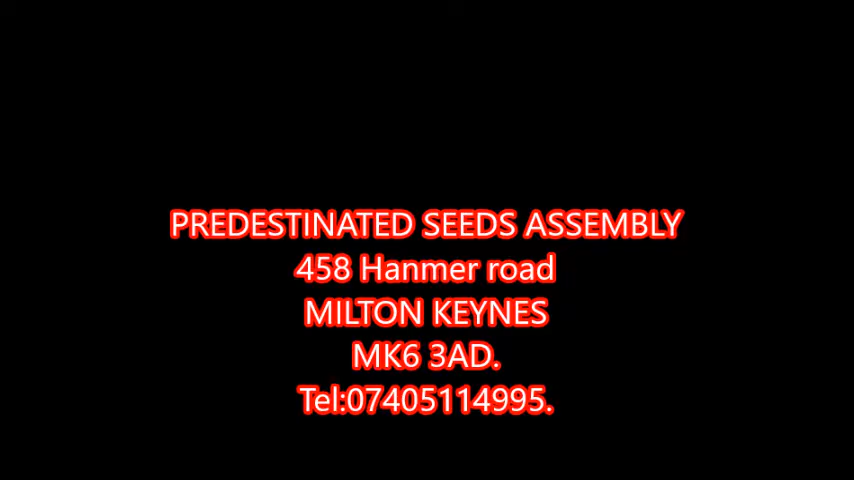 PREDESTINATED SEEDS ASSEMBLY
458 Hanmer road
MILTON KEYNES
MK6 3AD.
Tel:07405114995.